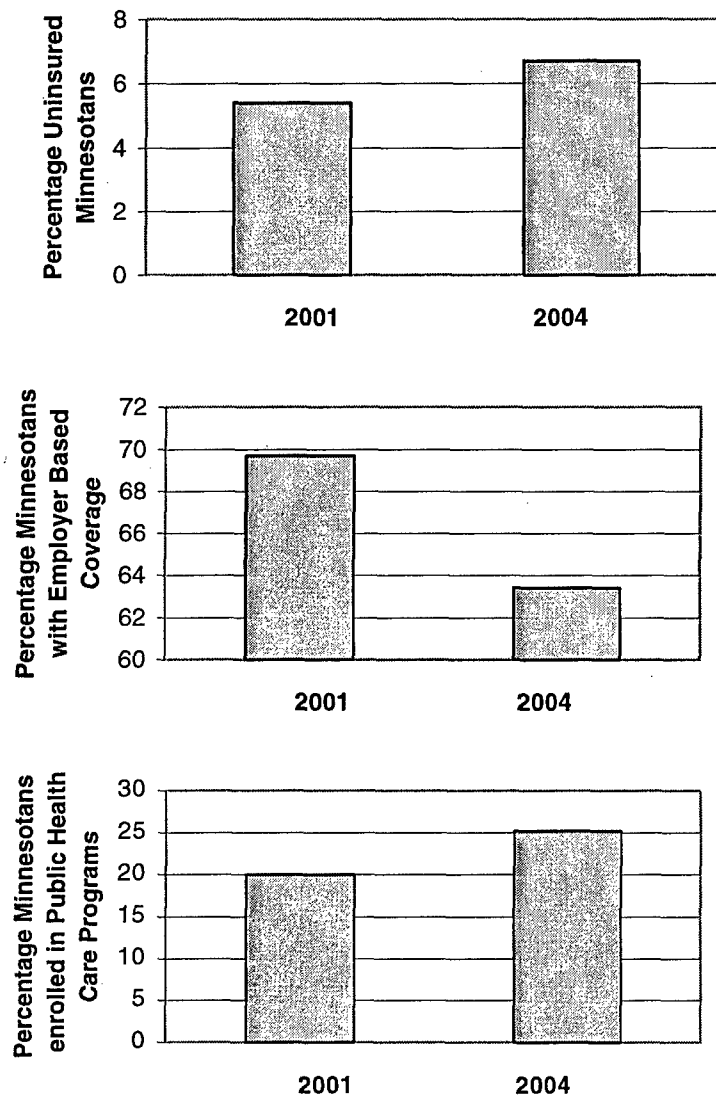 Percentage Uninsured
Minnesotans
8
6
4
2
0
2001 2004
Percentage Minnesotans
with Employer Based
Coverage
72
70
68
66
64
62
60
2001 2004
Percentage Minnesotans
enrolled in Public Health
Care Programs
30
25
20
15
10
5
0
2001 2004